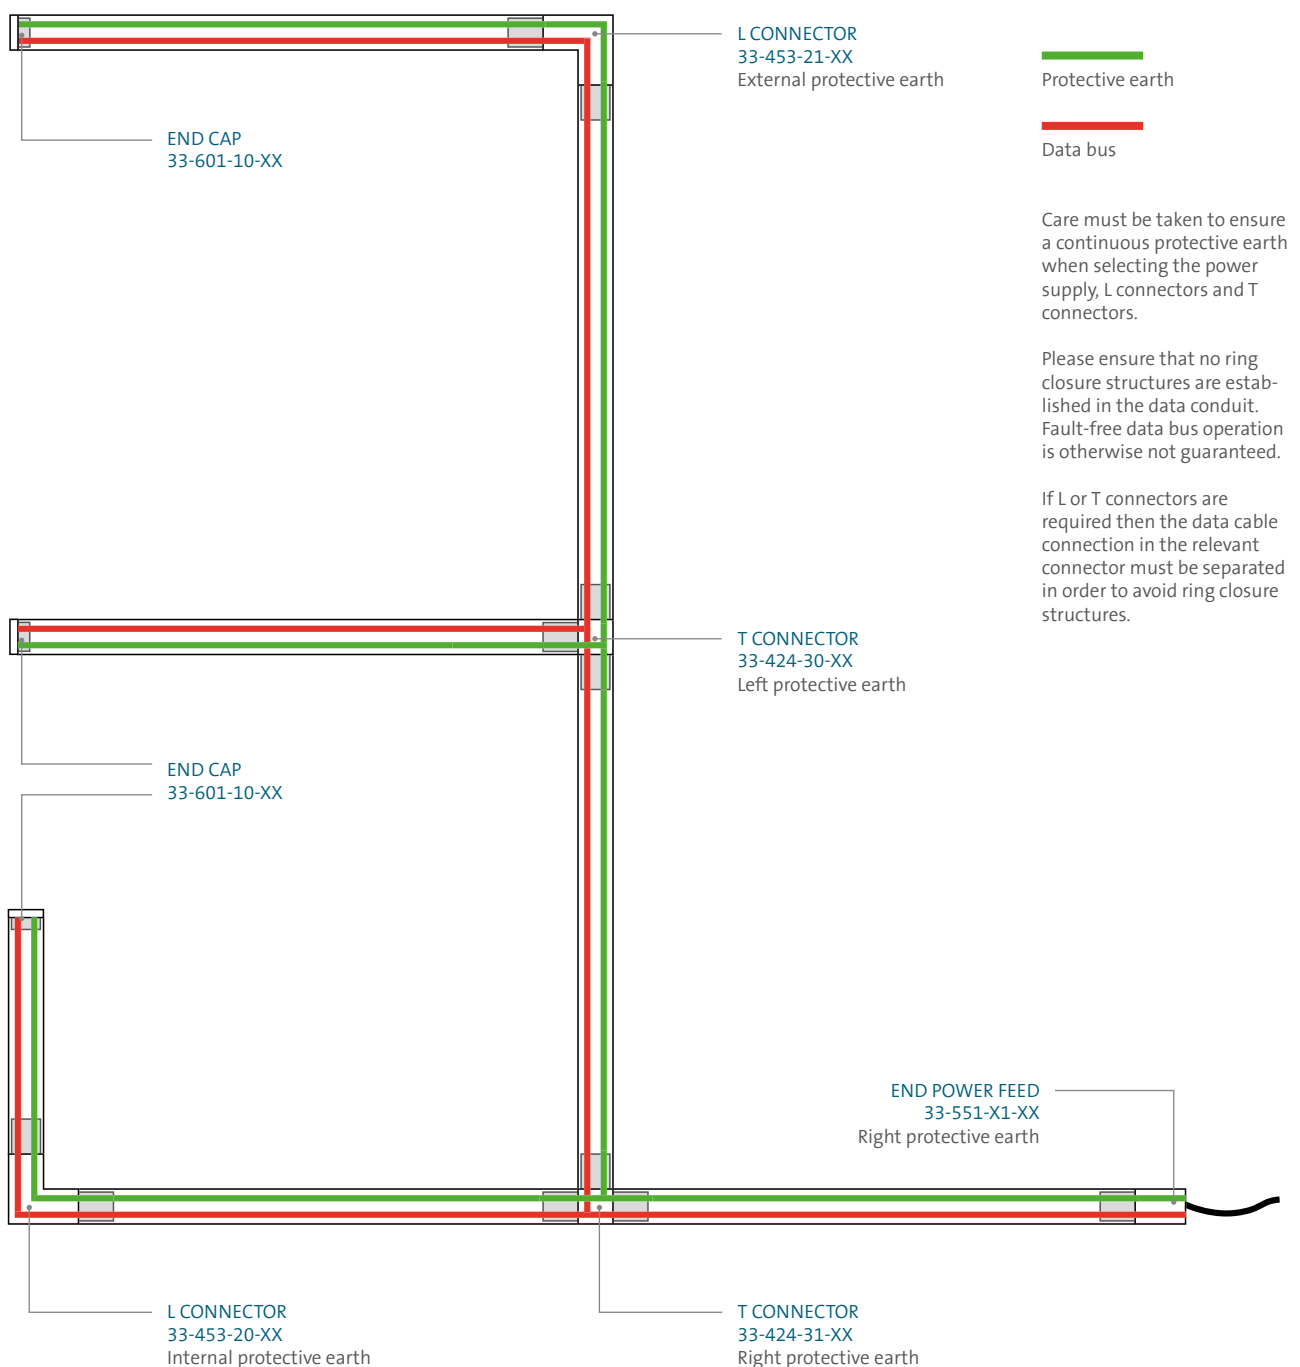 L CONNECTOR
33-453-21-XX
External protective earth
Protective earth
Data bus
END CAP
33-601-10-XX
Care must be taken to ensure
a continuous protective earth
when selecting the power
supply, L connectors and T
connectors.
Please ensure that no ring
closure structures are estab-
lished in the data conduit.
Fault-free data bus operation
is otherwise not guaranteed.
If L or T connectors are
required then the data cable
connection in the relevant
connector must be separated
in order to avoid ring closure
structures.
T CONNECTOR
33-424-30-XX
Left protective earth
END CAP
33-601-10-XX
END POWER FEED
33-551-X1-XX
Right protective earth
L CONNECTOR
33-453-20-XX
Internal protective earth
T CONNECTOR
33-424-31-XX
Right protective earth